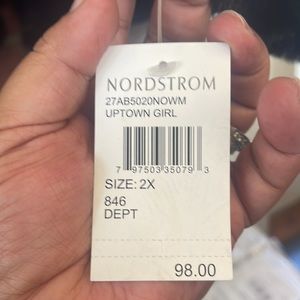 NORDSTROM
27AB5020NOWM
UPTOWN GIRL
7 97503 35079 3
SIZE: 2X
846
DEPT
98.00